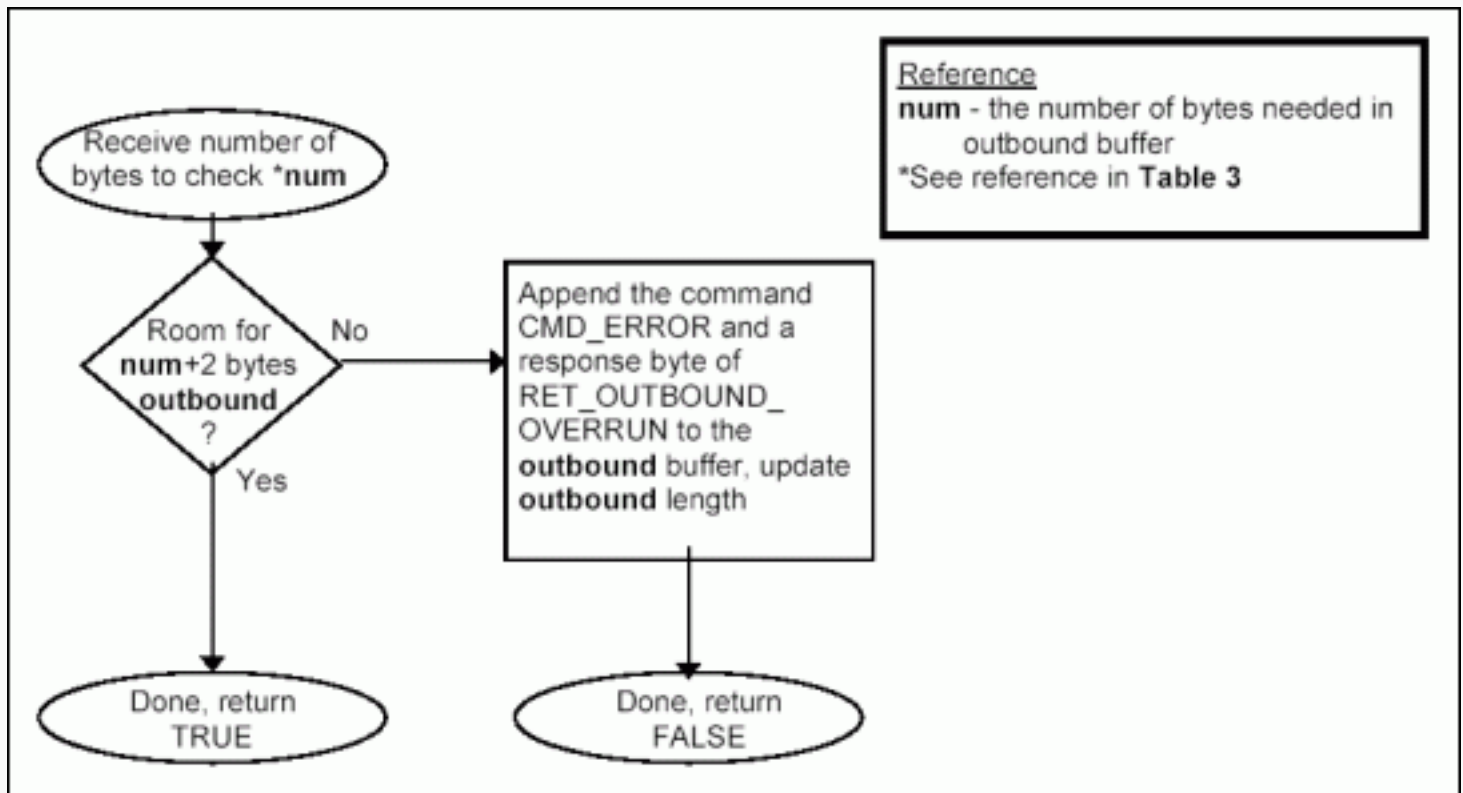 Receive number of
bytes to check *num
Room for
num+2 bytes
outbound
?
No
Yes
Append the command
CMD_ERROR and a
response byte of
RET_OUTBOUND_
OVERRUN to the
outbound buffer, update
outbound length
Done, return
TRUE
Done, return
FALSE
Reference
num - the number of bytes needed in
outbound buffer
*See reference in Table 3